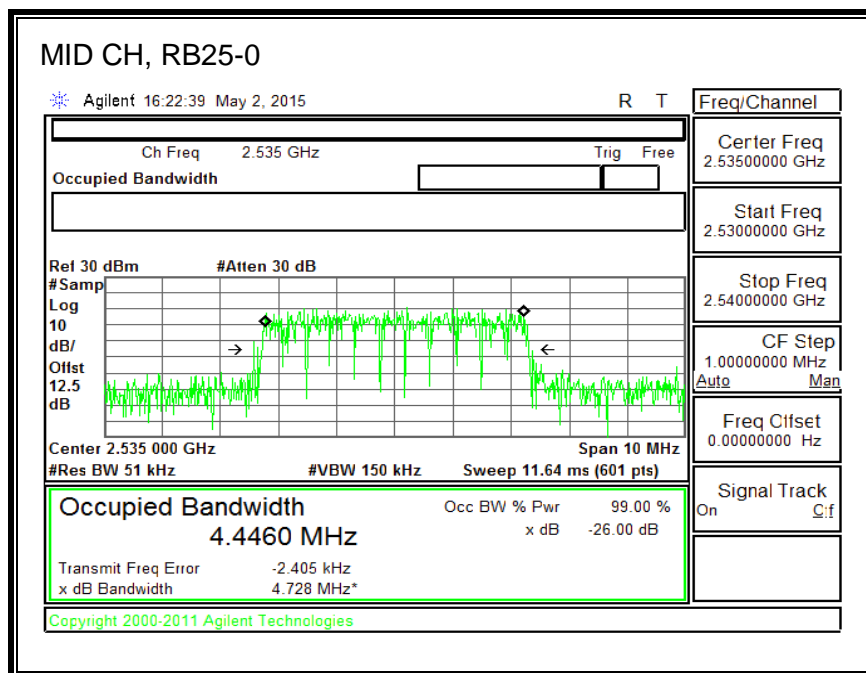 MID CH, RB25-0
Agilent 16:22:39 May 2, 2015 R T
Freq/Channel
Ch Freq 2.535 GHz Trig Free
Occupied Bandwidth
Center Freq
2.53500000 GHz
Start Freq
2.53000000 GHz
Stop Freq
2.54000000 GHz
CF Step
1.00000000 MHz
Auto Man
Freq Offset
0.00000000 Hz
Signal Track
On Off
Ref 30 dBm #Atten 30 dB
#Samp
Log
10
dB/
Offst
12.5
dB
Center 2.535 000 GHz Span 10 MHz
#Res BW 51 kHz #VBW 150 kHz Sweep 11.64 ms (601 pts)
Occupied Bandwidth
4.4460 MHz
Occ BW % Pwr 99.00 %
x dB -26.00 dB
Transmit Freq Error -2.405 kHz
x dB Bandwidth 4.728 MHz*
Copyright 2000-2011 Agilent Technologies